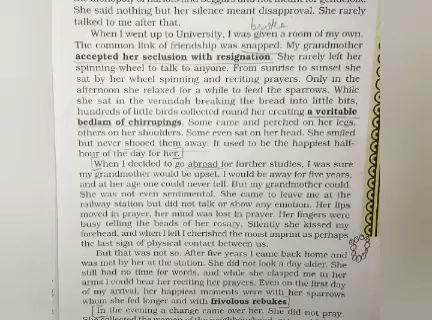 She said nothing but her silence meant disapproval. She rarely
talked to me after that.
broke
When I went up to University, I was given a room of my own.
The common link of friendship was snapped. My grandmother
accepted her seclusion with resignation. She rarely left her
spinning-wheel to talk to anyone. From sunrise to sunset she
sat by her wheel spinning and reciting prayers. Only in the
afternoon she relaxed for a while to feed the sparrows. While
she sat in the verandah breaking the bread into little bits,
hundreds of little birds collected round her creating a veritable
bedlam of chirrupings. Some came and perched on her legs,
others on her shoulders. Some even sat on her head. She smiled
but never shooed them away. It used to be the happiest half-
hour of the day for her.
When I decided to go abroad for further studies, I was sure
my grandmother would be upset. I would be away for five years,
and at her age one could never tell. But my grandmother could.
She was not even sentimental. She came to leave me at the
railway station but did not talk or show any emotion. Her lips
moved in prayer, her mind was lost in prayer. Her fingers were
busy telling the beads of her rosary. Silently she kissed my
forehead, and when I left I cherished the moist imprint as perhaps
the last sign of physical contact between us.
But that was not so. After five years I came back home and
was met by her at the station. She did not look a day older. She
still had no time for words, and while she clasped me in her
arms I could hear her reciting her prayers. Even on the first day
of my arrival, her happiest moments were with her sparrows
whom she fed longer and with frivolous rebukes.
In the evening a change came over her. She did not pray.
She collected the women of the